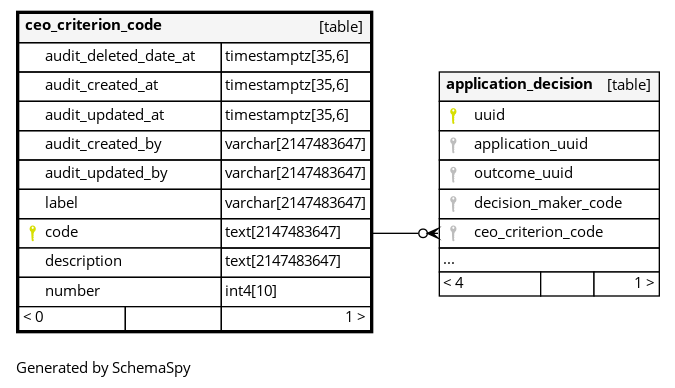 ceo_criterion_code [table]
audit_deleted_date_at timestamptz[35,6]
audit_created_at timestamptz[35,6]
audit_updated_at timestamptz[35,6]
audit_created_by varchar[2147483647]
audit_updated_by varchar[2147483647]
label varchar[2147483647]
code text[2147483647]
description text[2147483647]
number int4[10]
< 0 1 >
application_decision [table]
uuid
application_uuid
outcome_uuid
decision_maker_code
ceo_criterion_code
...
< 4 1 >
Generated by SchemaSpy